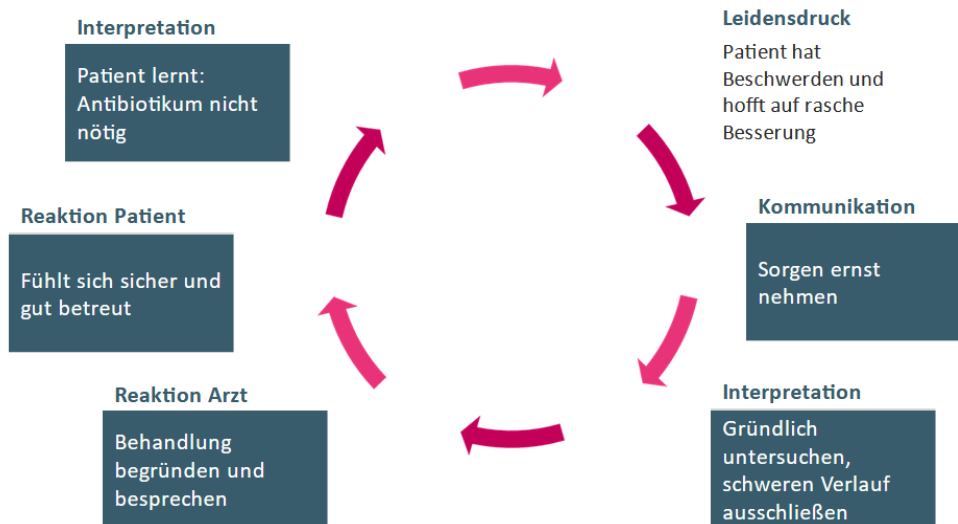 Interpretation
Patient lernt:
Antibiotikum nicht
nötig
Leidensdruck
Patient hat
Beschwerden und
hofft auf rasche
Besserung
Reaktion Patient
Fühlt sich sicher und
gut betreut
Kommunikation
Sorgen ernst
nehmen
Reaktion Arzt
Behandlung
begründen und
besprechen
Interpretation
Gründlich
untersuchen,
schweren Verlauf
ausschließen